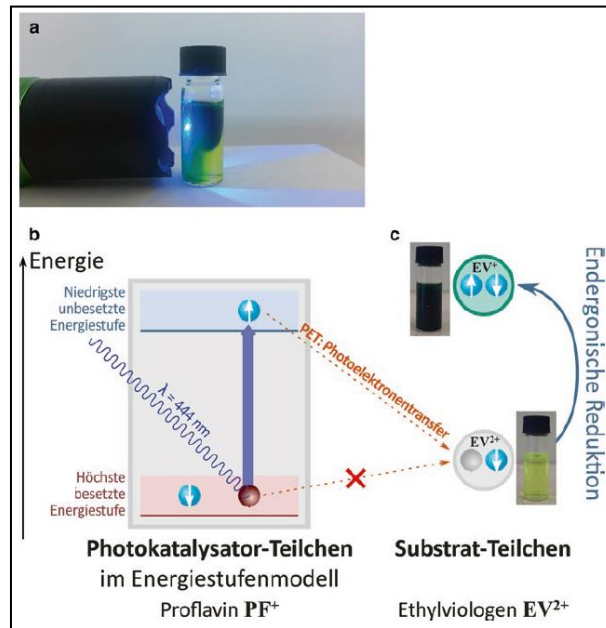 a
b
c
Energie
Niedrigste
unbesetzte
Energiestufe
λ = 444 nm
PET: Photoelektronentransfer
Höchste
besetzte
Energiestufe
EV⁺
EV²⁺
Endergonische Reduktion
Photokatalysator-Teilchen
im Energiestufenmodell
Proflavin PF⁺
Substrat-Teilchen
Ethylviologen EV²⁺